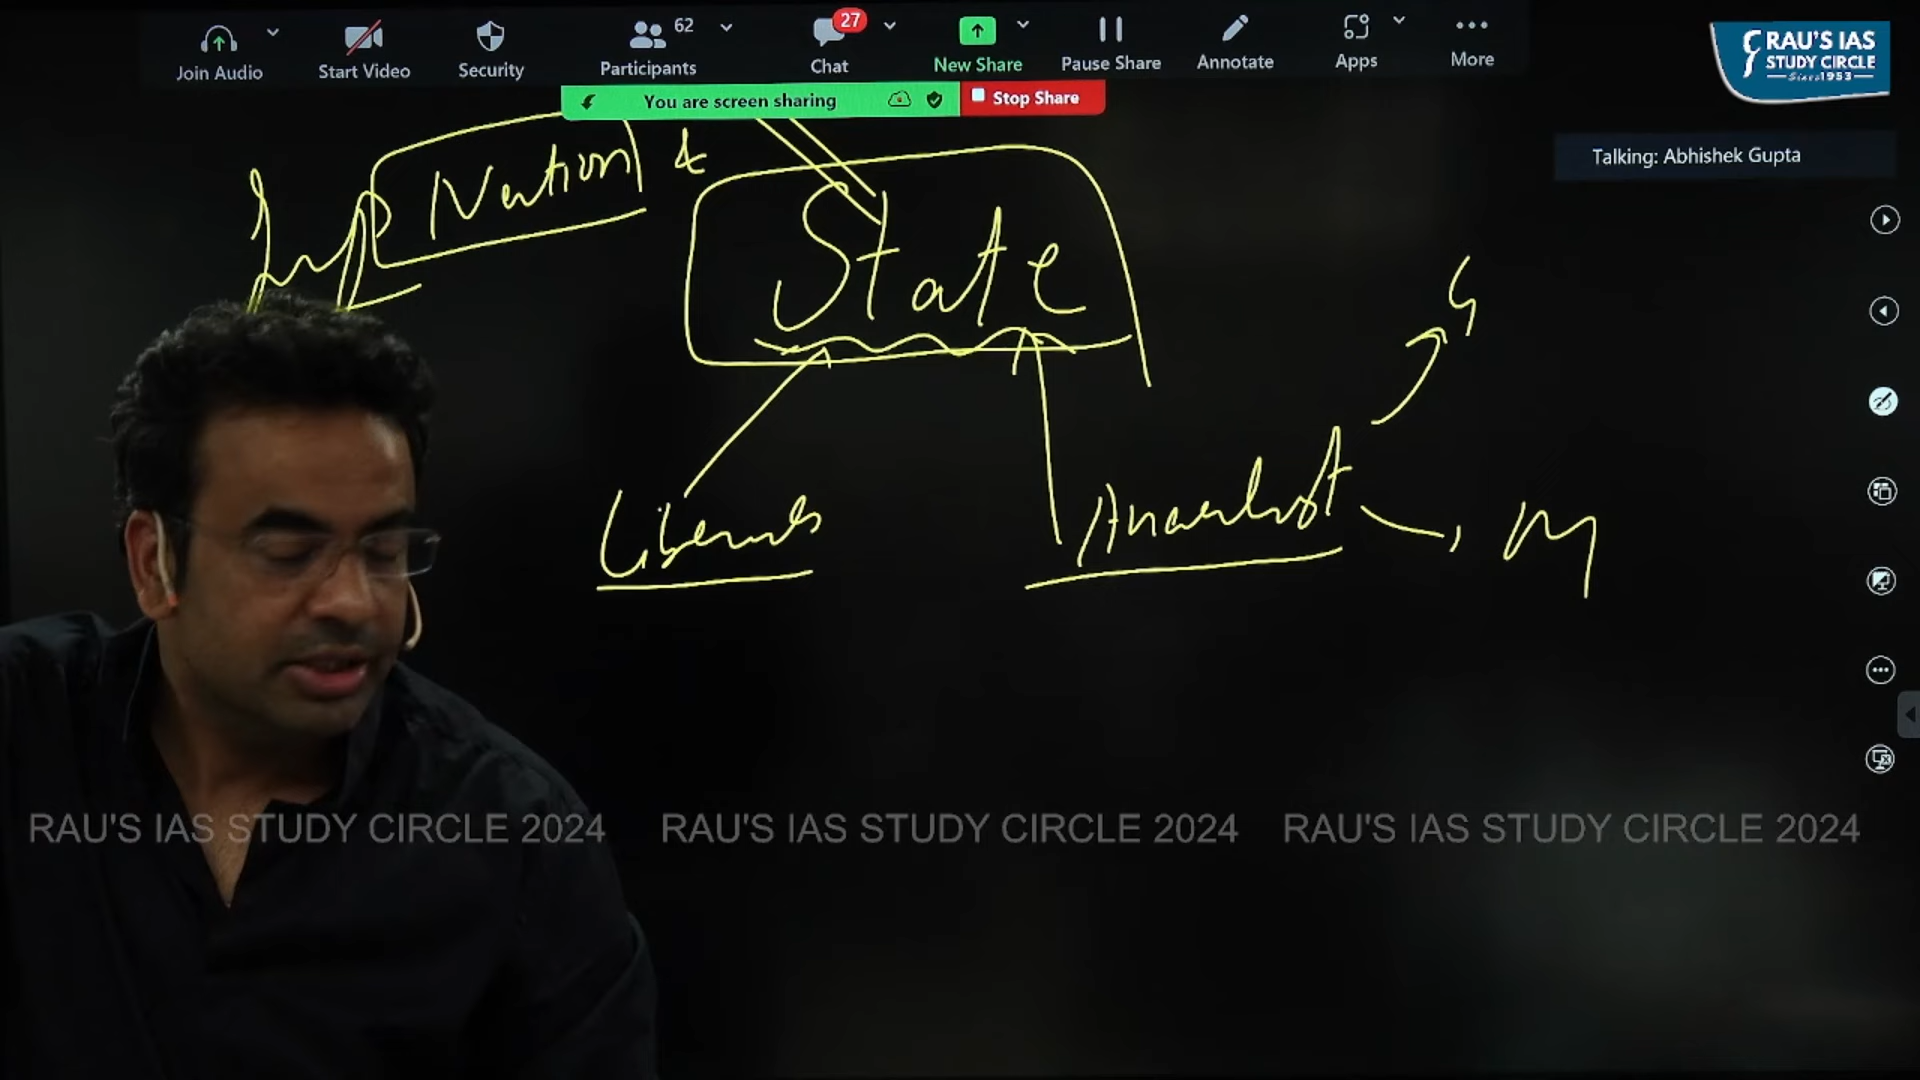 62
27
Join Audio
Start Video
Security
Participants
Chat
New Share
Pause Share
Annotate
Apps
More
RAU'S IAS
STUDY CIRCLE
Since 1953
You are screen sharing
Stop Share
Talking: Abhishek Gupta
Nation &
State
G
Liberals
Anarchist
M
RAU'S IAS STUDY CIRCLE 2024 RAU'S IAS STUDY CIRCLE 2024 RAU'S IAS STUDY CIRCLE 2024